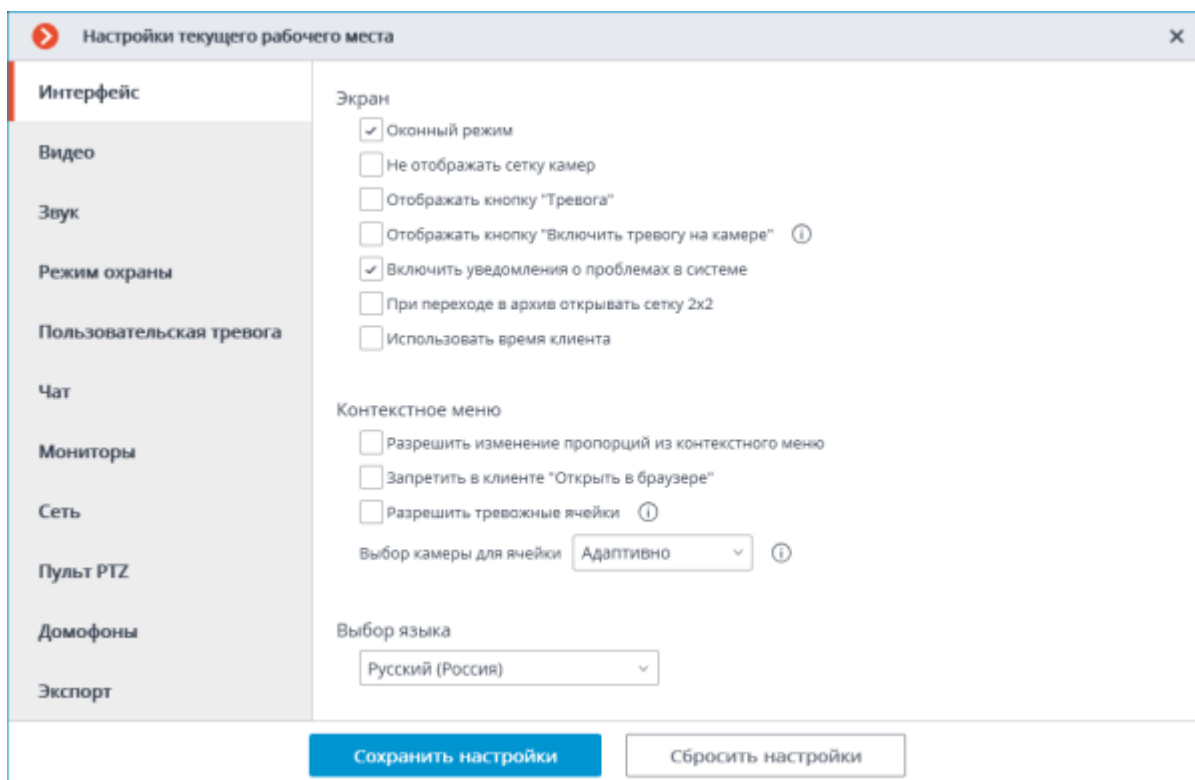 Настройки текущего рабочего места
Интерфейс
Видео
Звук
Режим охраны
Пользовательская тревога
Чат
Мониторы
Сеть
Пульт PTZ
Домофоны
Экспорт
Экран
Оконный режим
Не отображать сетку камер
Отображать кнопку "Тревога"
Отображать кнопку "Включить тревогу на камере"
Включить уведомления о проблемах в системе
При переходе в архив открывать сетку 2x2
Использовать время клиента
Контекстное меню
Разрешить изменение пропорций из контекстного меню
Запретить в клиенте "Открыть в браузере"
Разрешить тревожные ячейки
Выбор камеры для ячейки Адаптивно
Выбор языка
Русский (Россия)
Сохранить настройки Сбросить настройки